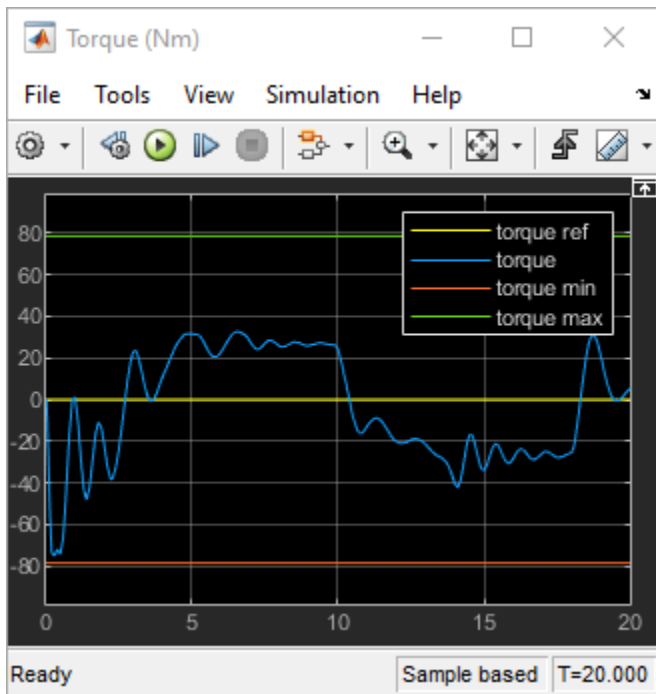 Torque (Nm)
File Tools View Simulation Help
torque ref
torque
torque min
torque max
80
60
40
20
0
-20
-40
-60
-80
0 5 10 15 20
Ready Sample based T=20.000